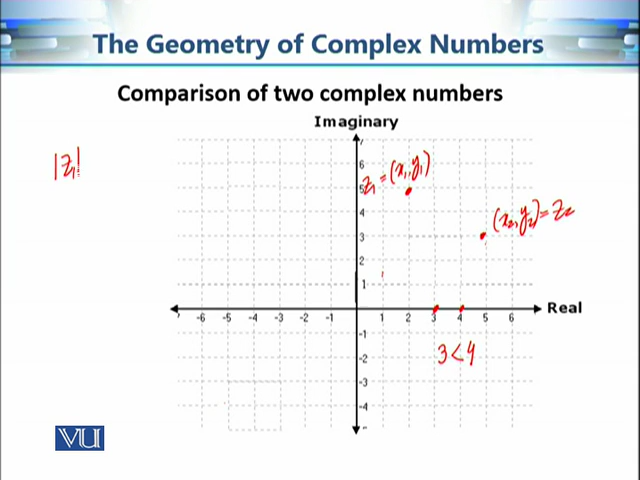 The Geometry of Complex Numbers
Comparison of two complex numbers
Imaginary
|z₁|
z₁ = (x₁, y₁)
(x₂, y₂) = z₂
6
5
4
3
2
1
-6 -5 -4 -3 -2 -1 1 2 3 4 5 6 Real
-1
-2
-3
-4
3 < 4
VU